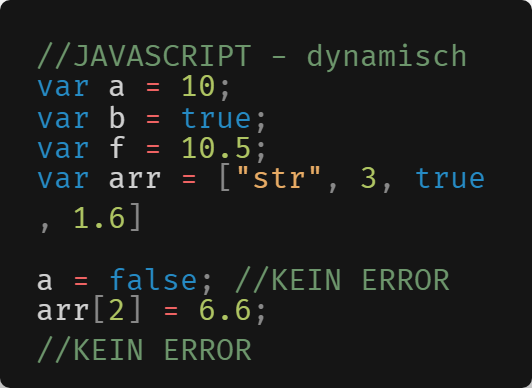 //JAVASCRIPT - dynamisch
var a = 10;
var b = true;
var f = 10.5;
var arr = ["str", 3, true
, 1.6]
a = false; //KEIN ERROR
arr[2] = 6.6;
//KEIN ERROR